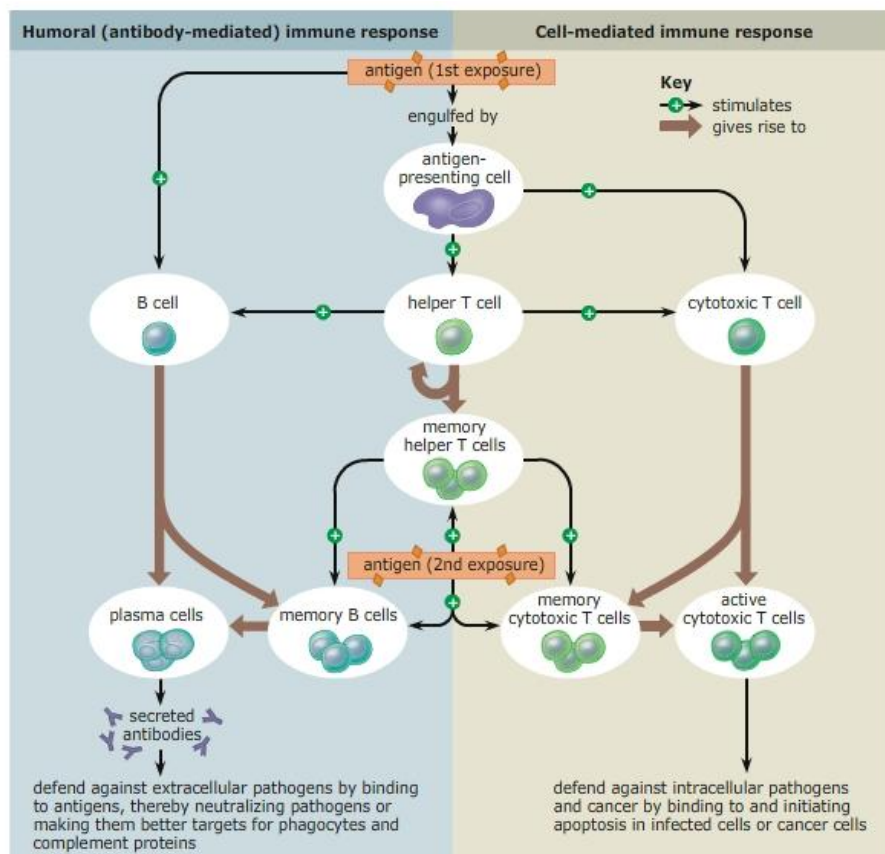 Humoral (antibody-mediated) immune response
Cell-mediated immune response
antigen (1st exposure)
Key
stimulates
gives rise to
engulfed by
antigen-
presenting cell
B cell
helper T cell
cytotoxic T cell
memory
helper T cells
antigen (2nd exposure)
plasma cells
memory B cells
memory
cytotoxic T cells
active
cytotoxic T cells
secreted
antibodies
defend against extracellular pathogens by binding
to antigens, thereby neutralizing pathogens or
making them better targets for phagocytes and
complement proteins
defend against intracellular pathogens
and cancer by binding to and initiating
apoptosis in infected cells or cancer cells